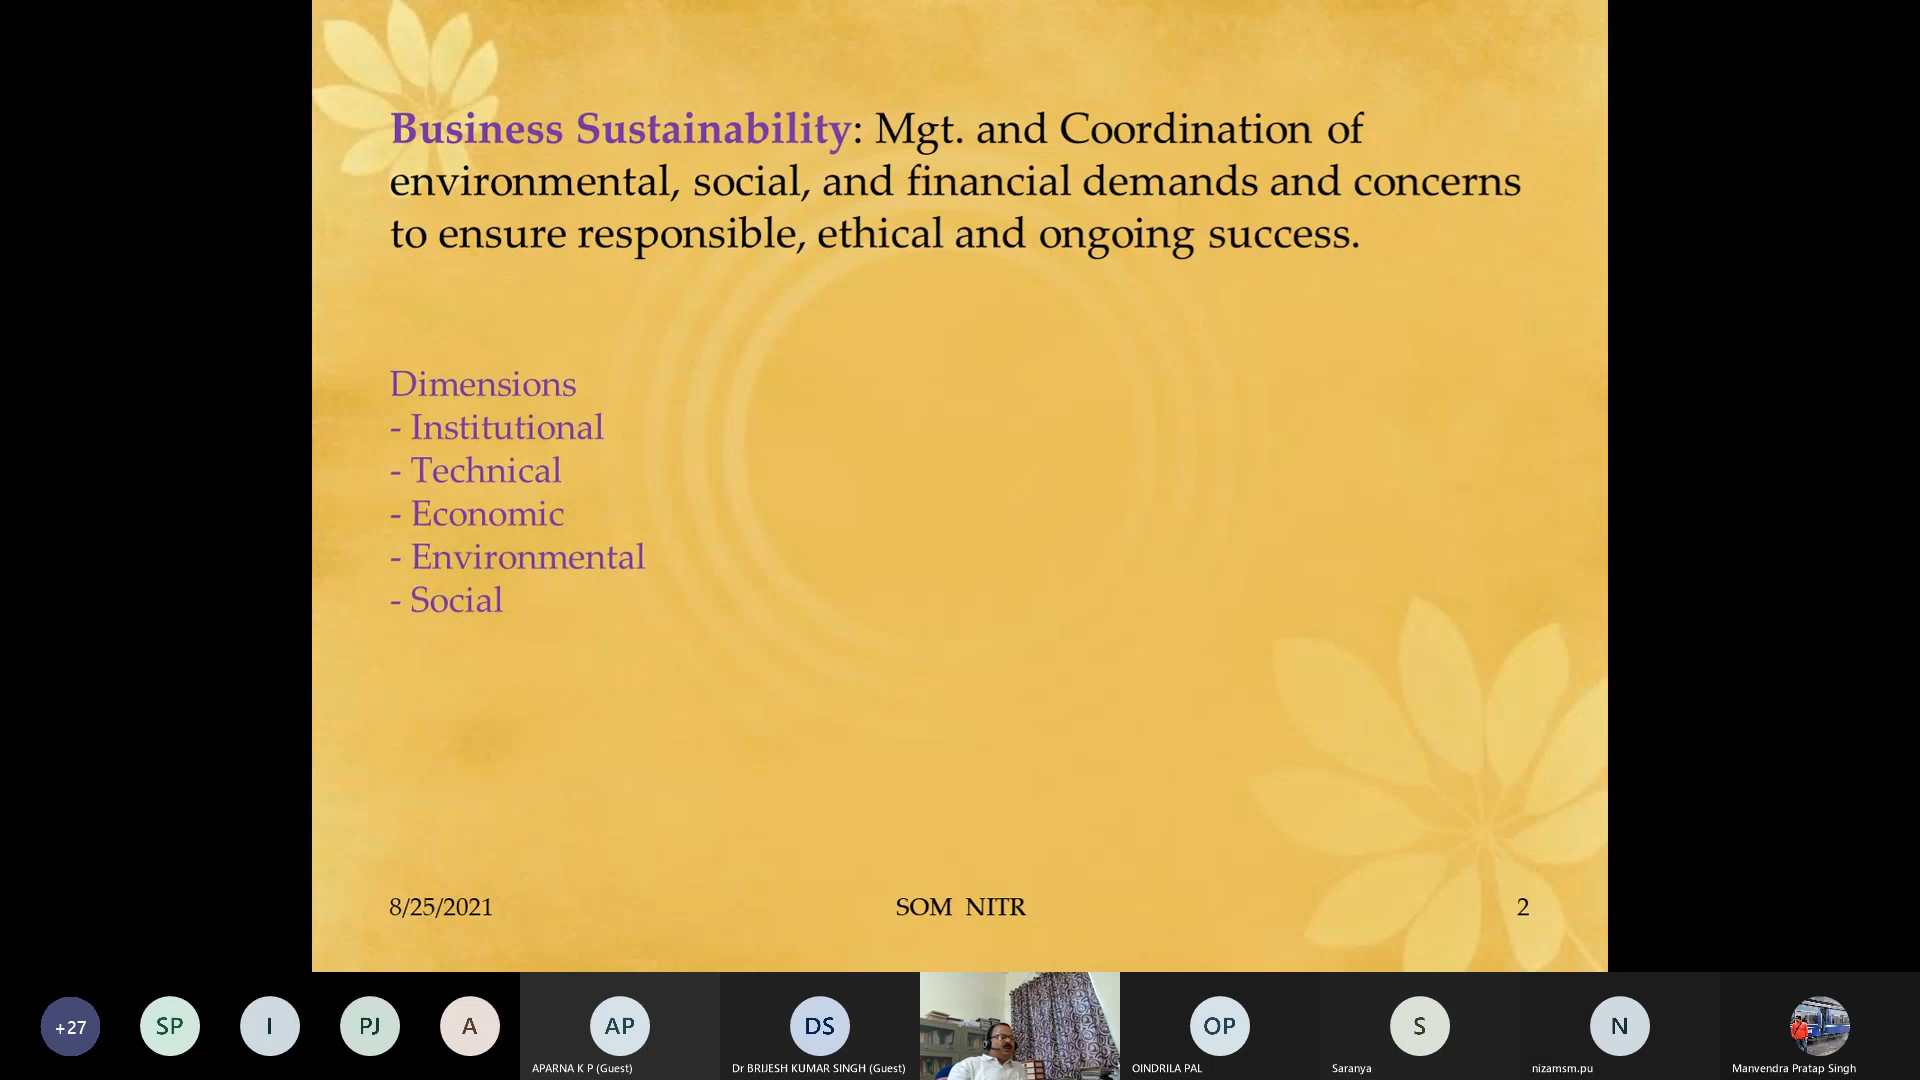 Business Sustainability: Mgt. and Coordination of
environmental, social, and financial demands and concerns
to ensure responsible, ethical and ongoing success.
Dimensions
- Institutional
- Technical
- Economic
- Environmental
- Social
8/25/2021
SOM NITR
2
+27
SP
I
PJ
A
AP
APARNA K P (Guest)
DS
Dr BRIJESH KUMAR SINGH (Guest)
OP
OINDRILA PAL
S
Saranya
N
nizamsm.pu
Manvendra Pratap Singh